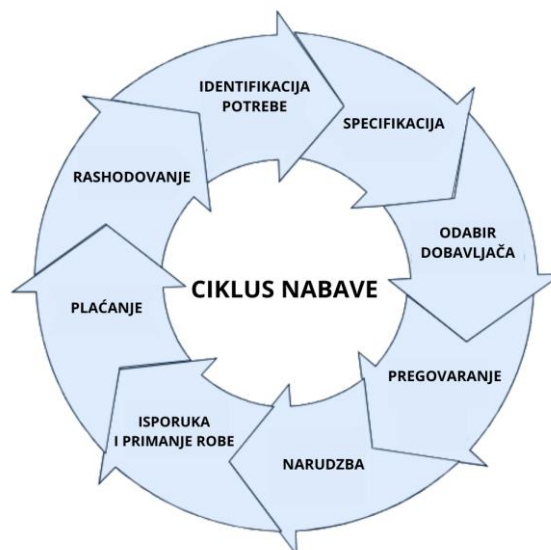 IDENTIFIKACIJA
POTREBE
SPECIFIKACIJA
ODABIR
DOBAVLJAČA
PREGOVARANJE
NARUDZBA
ISPORUKA
I PRIMANJE ROBE
PLAĆANJE
RASHODOVANJE
CIKLUS NABAVE